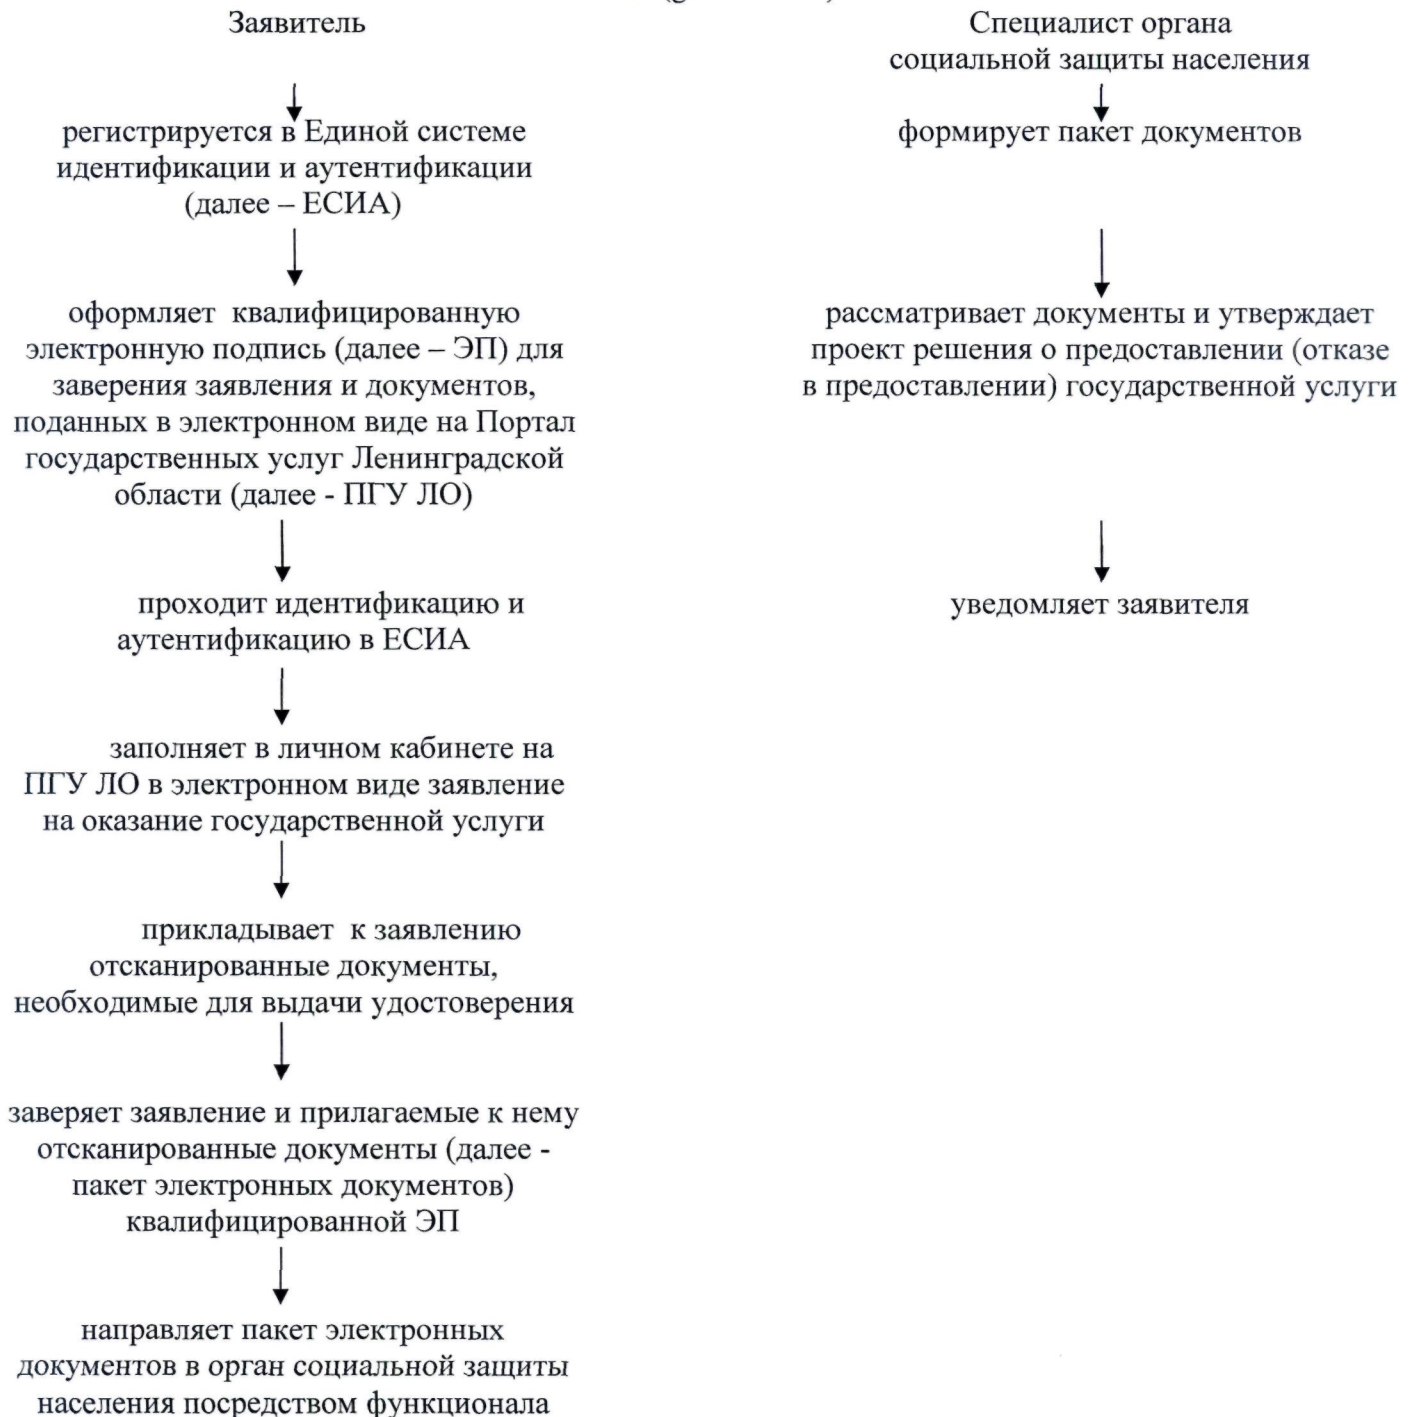 Заявитель
регистрируется в Единой системе
идентификации и аутентификации
(далее – ЕСИА)
оформляет квалифицированную
электронную подпись (далее – ЭП) для
заверения заявления и документов,
поданных в электронном виде на Портал
государственных услуг Ленинградской
области (далее - ПГУ ЛО)
проходит идентификацию и
аутентификацию в ЕСИА
заполняет в личном кабинете на
ПГУ ЛО в электронном виде заявление
на оказание государственной услуги
прикладывает к заявлению
отсканированные документы,
необходимые для выдачи удостоверения
заверяет заявление и прилагаемые к нему
отсканированные документы (далее -
пакет электронных документов)
квалифицированной ЭП
направляет пакет электронных
документов в орган социальной защиты
населения посредством функционала
Специалист органа
социальной защиты населения
формирует пакет документов
рассматривает документы и утверждает
проект решения о предоставлении (отказе
в предоставлении) государственной услуги
уведомляет заявителя